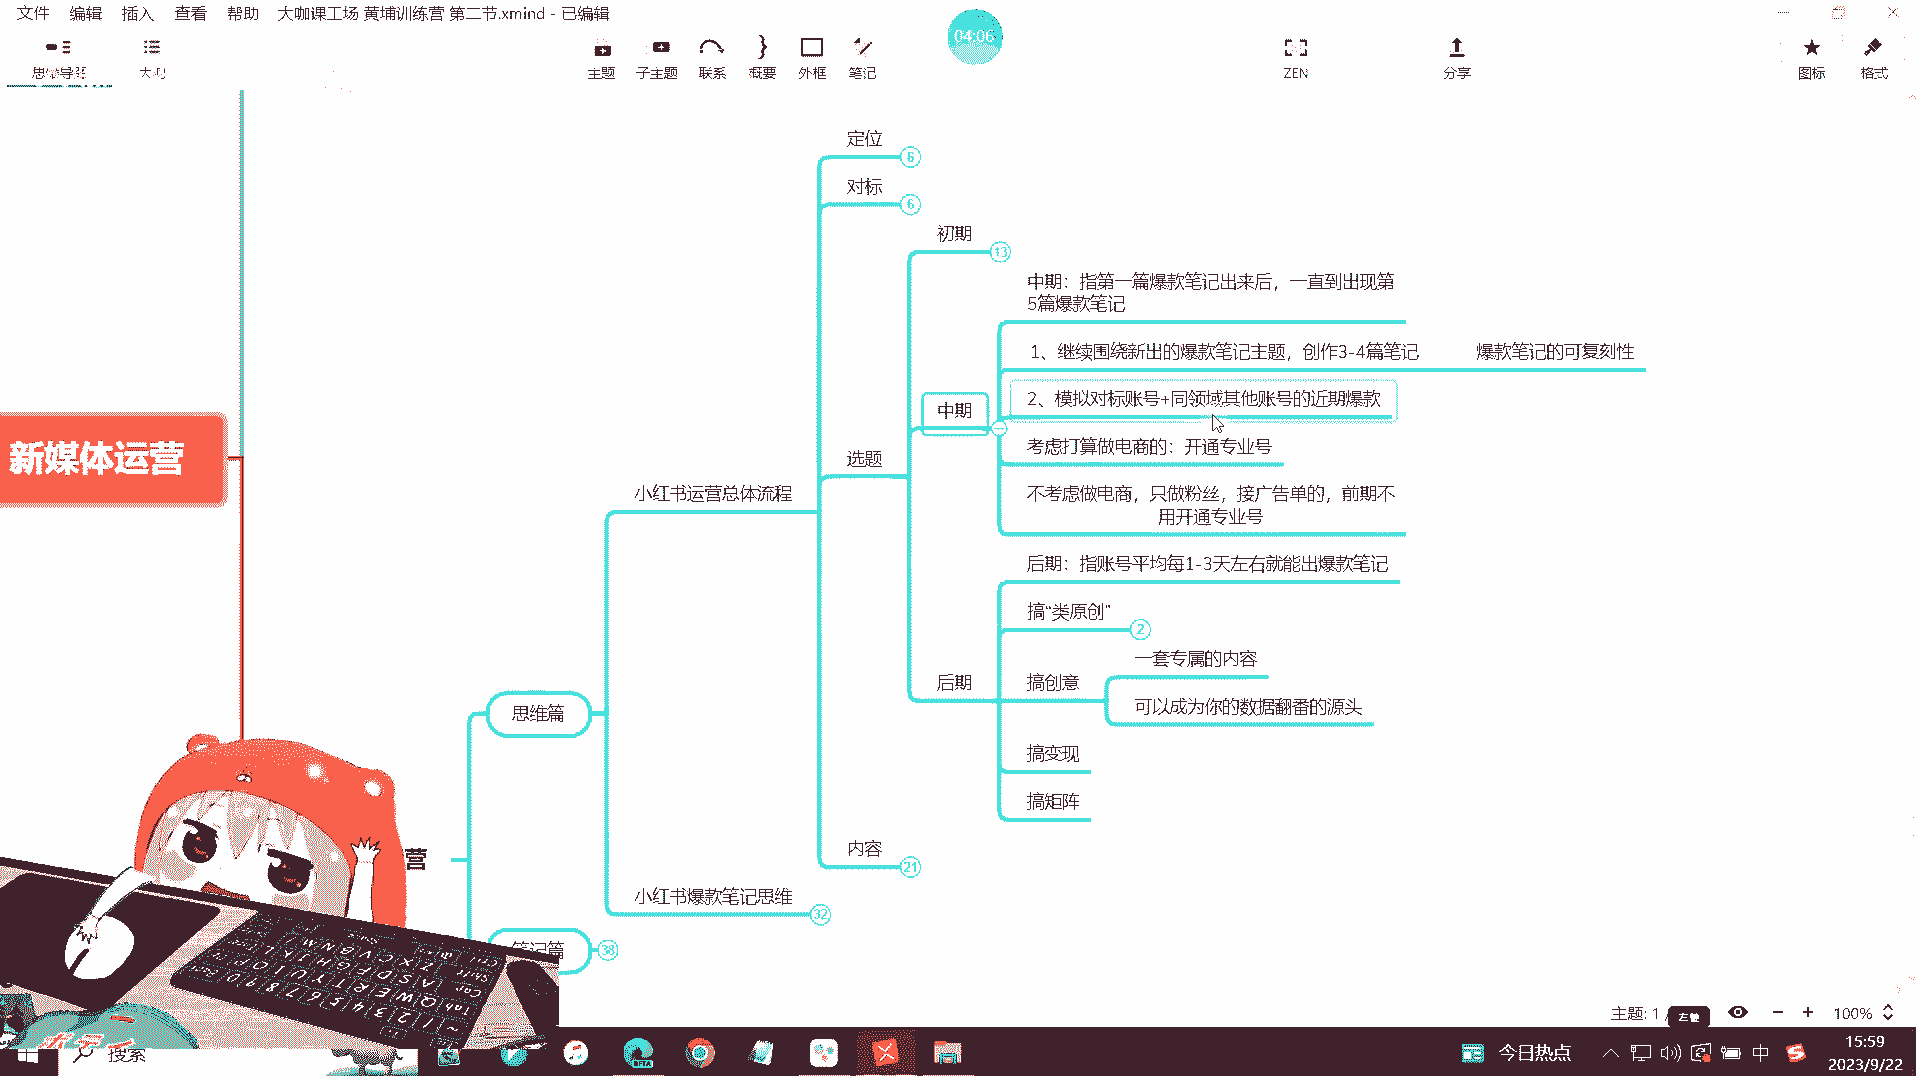 文件 编辑 插入 查看 帮助 大咖课工场 黄埔训练营 第二节.xmind - 已编辑
04:06
思维导图 大纲 主题 子主题 联系 概要 外框 笔记 ZEN 分享 图标 格式
定位 6
对标 6
初期 13
中期：指第一篇爆款笔记出来后，一直到出现第
5篇爆款笔记
1、继续围绕新出的爆款笔记主题，创作3-4篇笔记 爆款笔记的可复刻性
2、模拟对标账号+同领域其他账号的近期爆款
中期
考虑打算做电商的：开通专业号
新媒体运营
选题
小红书运营总体流程
不考虑做电商，只做粉丝，接广告单的，前期不
用开通专业号
后期：指账号平均每1-3天左右就能出爆款笔记
搞“类原创” 2
一套专属的内容
后期 搞创意
可以成为你的数据翻番的源头
思维篇
搞变现
搞矩阵
内容 21
营
小红书爆款笔记思维 32
笔记篇 38
主题: 1 /
100%
搜索
今日热点
中
15:59
2023/9/22